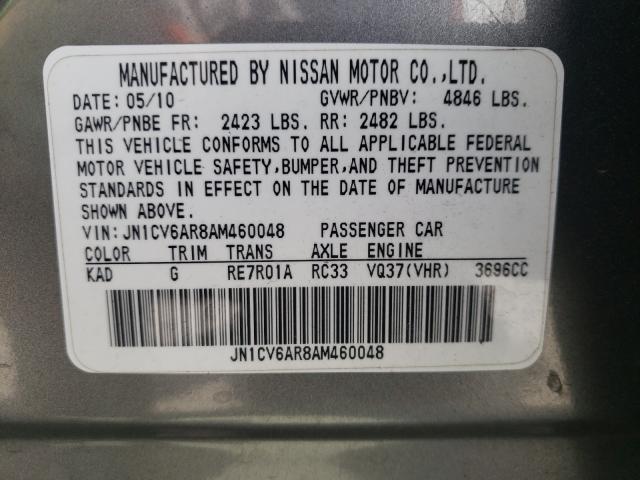 MANUFACTURED BY NISSAN MOTOR CO.,LTD.
DATE: 05/10 GVWR/PNBV: 4846 LBS.
GAWR/PNBE FR: 2423 LBS. RR: 2482 LBS.
THIS VEHICLE CONFORMS TO ALL APPLICABLE FEDERAL
MOTOR VEHICLE SAFETY,BUMPER,AND THEFT PREVENTION
STANDARDS IN EFFECT ON THE DATE OF MANUFACTURE
SHOWN ABOVE.
VIN: JN1CV6AR8AM460048 PASSENGER CAR
COLOR TRIM TRANS AXLE ENGINE
KAD G RE7R01A RC33 VQ37(VHR) 3696CC
JN1CV6AR8AM460048